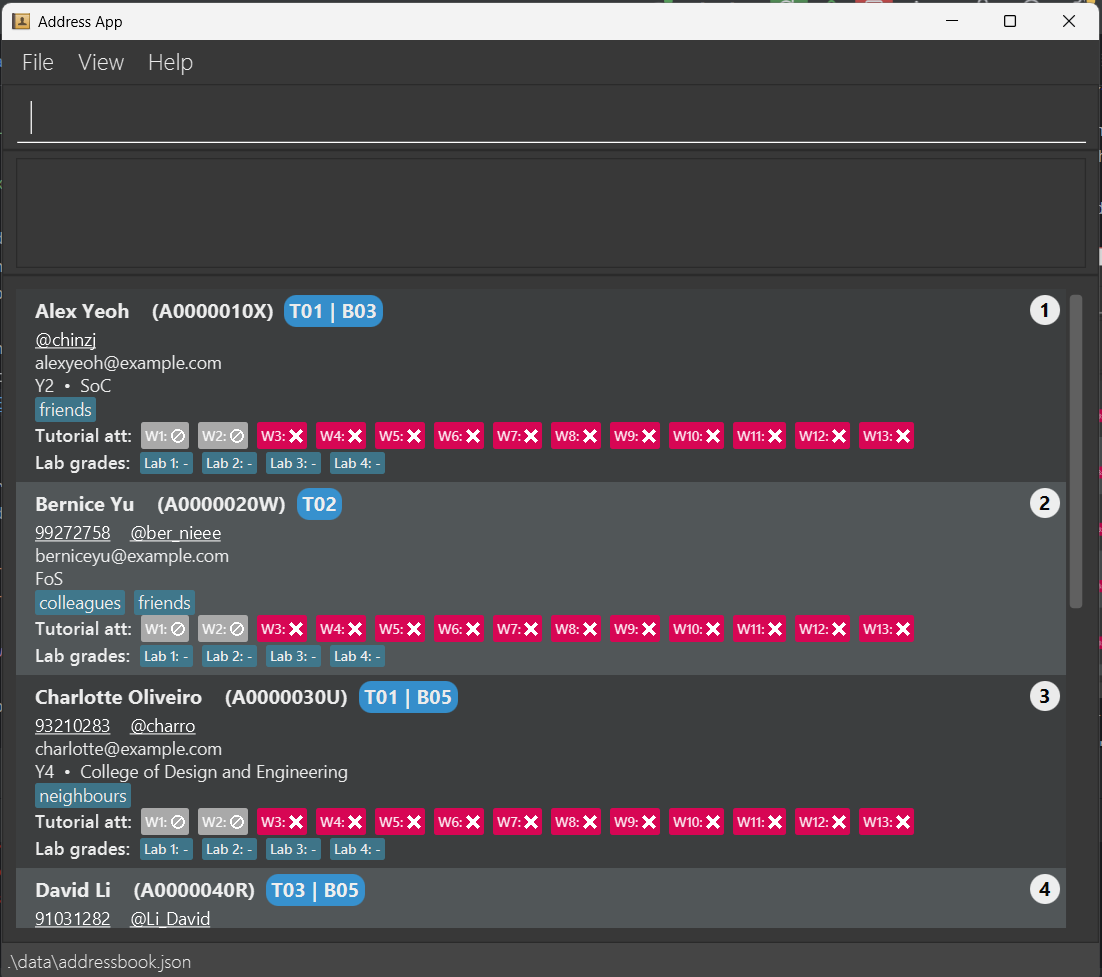 Address App
File View Help
Alex Yeoh (A0000010X) T01 | B03 1
@chinzj
alexyeoh@example.com
Y2 • SoC
friends
Tutorial att: W1: W2: W3: W4: W5: W6: W7: W8: W9: W10: W11: W12: W13:
Lab grades: Lab 1: - Lab 2: - Lab 3: - Lab 4: -
Bernice Yu (A0000020W) T02 2
99272758 @ber_nieee
berniceyu@example.com
FoS
colleagues friends
Tutorial att: W1: W2: W3: W4: W5: W6: W7: W8: W9: W10: W11: W12: W13:
Lab grades: Lab 1: - Lab 2: - Lab 3: - Lab 4: -
Charlotte Oliveiro (A0000030U) T01 | B05 3
93210283 @charro
charlotte@example.com
Y4 • College of Design and Engineering
neighbours
Tutorial att: W1: W2: W3: W4: W5: W6: W7: W8: W9: W10: W11: W12: W13:
Lab grades: Lab 1: - Lab 2: - Lab 3: - Lab 4: -
David Li (A0000040R) T03 | B05 4
91031282 @Li_David
.\data\addressbook.json